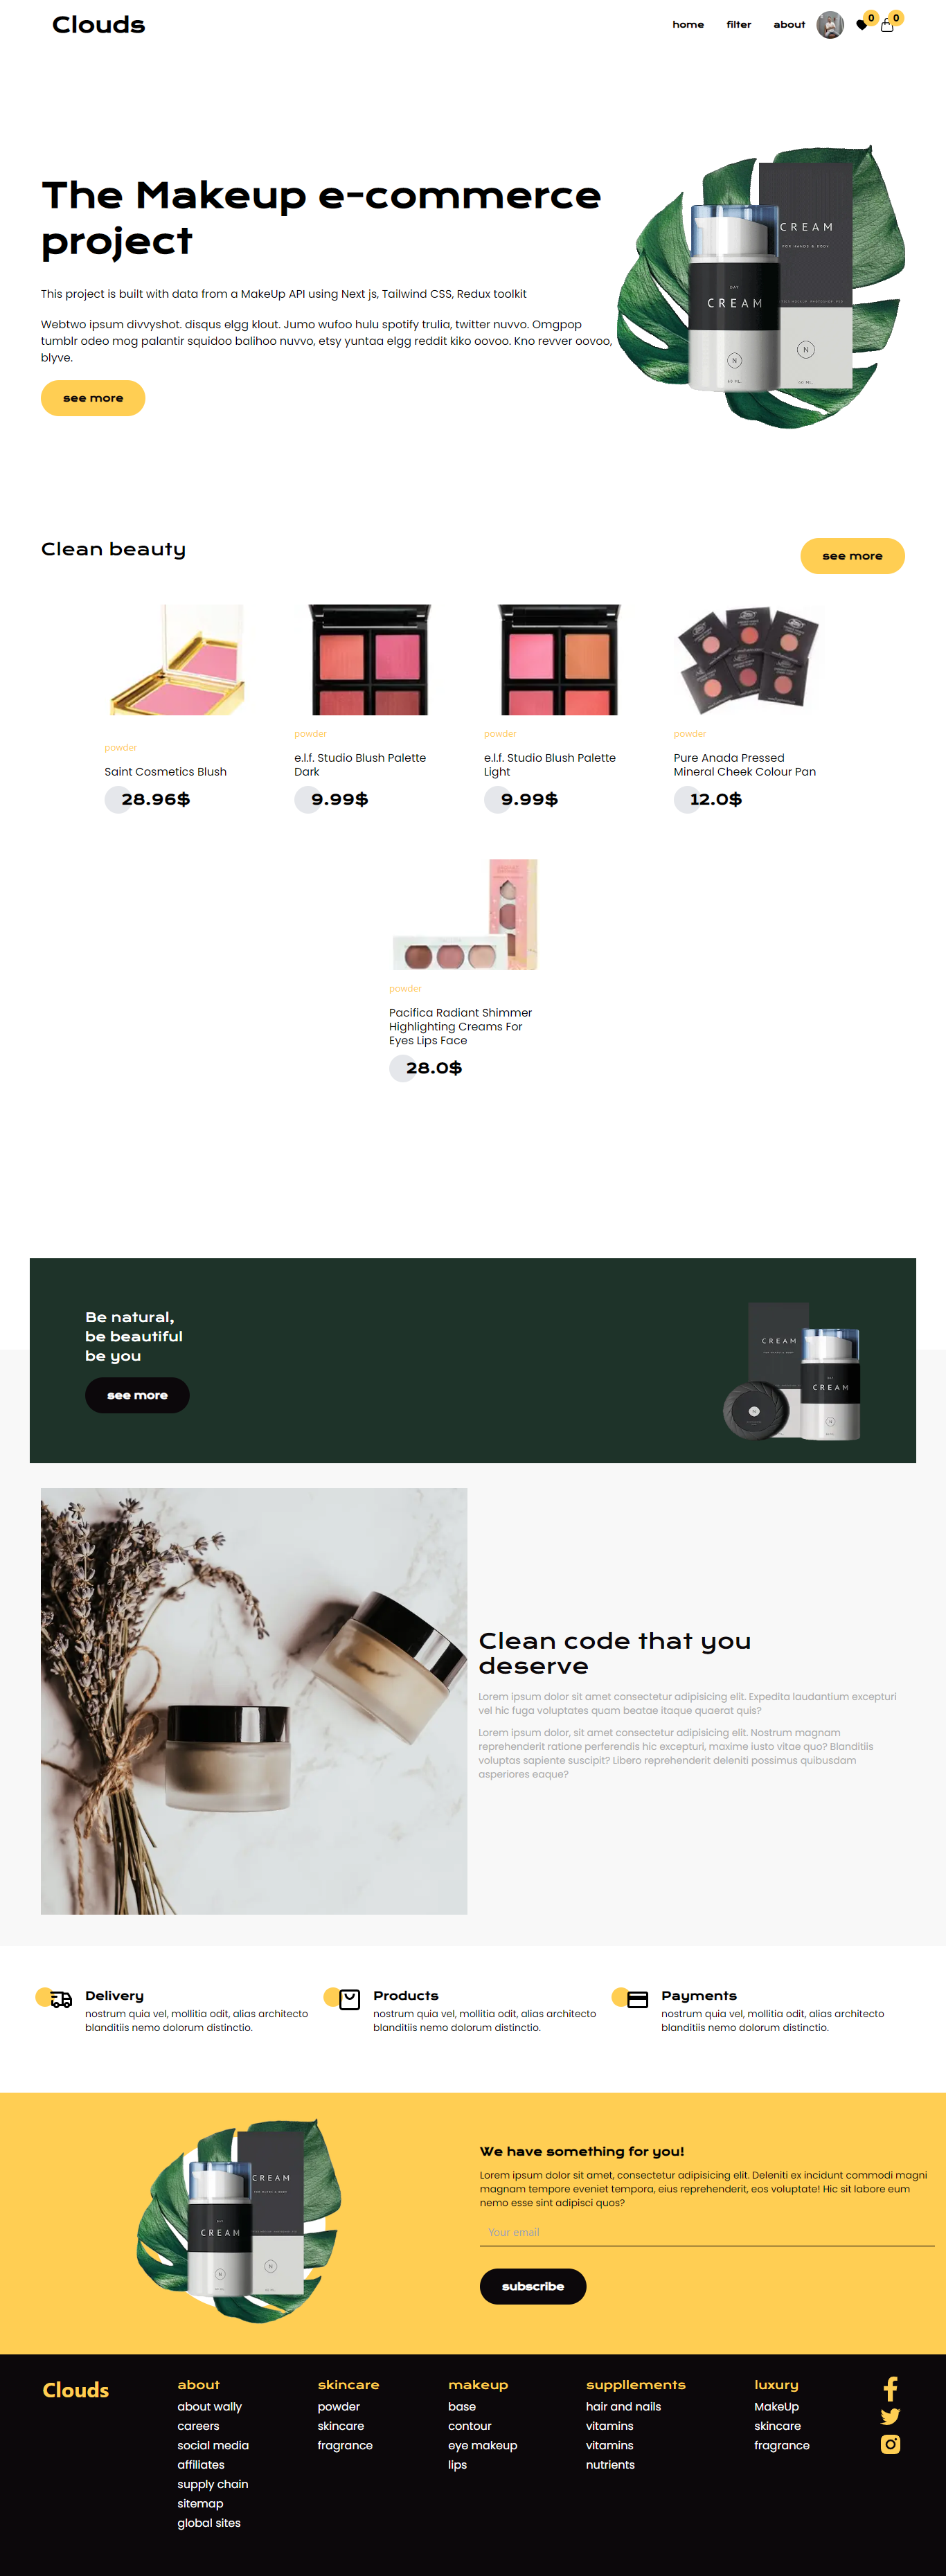 Clouds
home
filter
about
0
0
The Makeup e-commerce
project
This project is built with data from a MakeUp API using Next js, Tailwind CSS, Redux toolkit
Webtwo ipsum divvyshot. disqus elgg klout. Jumo wufoo hulu spotify trulia, twitter nuvvo. Omgpop
tumblr odeo mog palantir squidoo balihoo nuvvo, etsy yuntaa elgg reddit kiko oovoo. Kno revver oovoo,
blyve.
see more
CREAM
FOR HANDS & BODY
DAY
CREAM
N
N
50 ML.
Clean beauty
see more
powder
Saint Cosmetics Blush
28.96$
powder
e.l.f. Studio Blush Palette
Dark
9.99$
powder
e.l.f. Studio Blush Palette
Light
9.99$
powder
Pure Anada Pressed
Mineral Cheek Colour Pan
12.0$
powder
Pacifica Radiant Shimmer
Highlighting Creams For
Eyes Lips Face
28.0$
Be natural,
be beautiful
be you
see more
CREAM
DAY
CREAM
N
N
Clean code that you
deserve
Lorem ipsum dolor sit amet consectetur adipisicing elit. Expedita laudantium excepturi
vel hic fuga voluptates quam beatae itaque quaerat quis?
Lorem ipsum dolor, sit amet consectetur adipisicing elit. Nostrum magnam
reprehenderit ratione perferendis hic excepturi, maxime iusto vitae quo? Blanditiis
voluptas sapiente suscipit? Libero reprehenderit deleniti possimus quibusdam
asperiores eaque?
Delivery
nostrum quia vel, mollitia odit, alias architecto
blanditiis nemo dolorum distinctio.
Products
nostrum quia vel, mollitia odit, alias architecto
blanditiis nemo dolorum distinctio.
Payments
nostrum quia vel, mollitia odit, alias architecto
blanditiis nemo dolorum distinctio.
CREAM
DAY
CREAM
N
N
We have something for you!
Lorem ipsum dolor sit amet, consectetur adipisicing elit. Deleniti ex incidunt commodi magni
magnam tempore eveniet tempora, eius reprehenderit, eos voluptate! Hic sit labore eum
nemo esse sint adipisci quos?
Your email
subscribe
Clouds
about
about wally
careers
social media
affiliates
supply chain
sitemap
global sites
skincare
powder
skincare
fragrance
makeup
base
contour
eye makeup
lips
suppllements
hair and nails
vitamins
vitamins
nutrients
luxury
MakeUp
skincare
fragrance